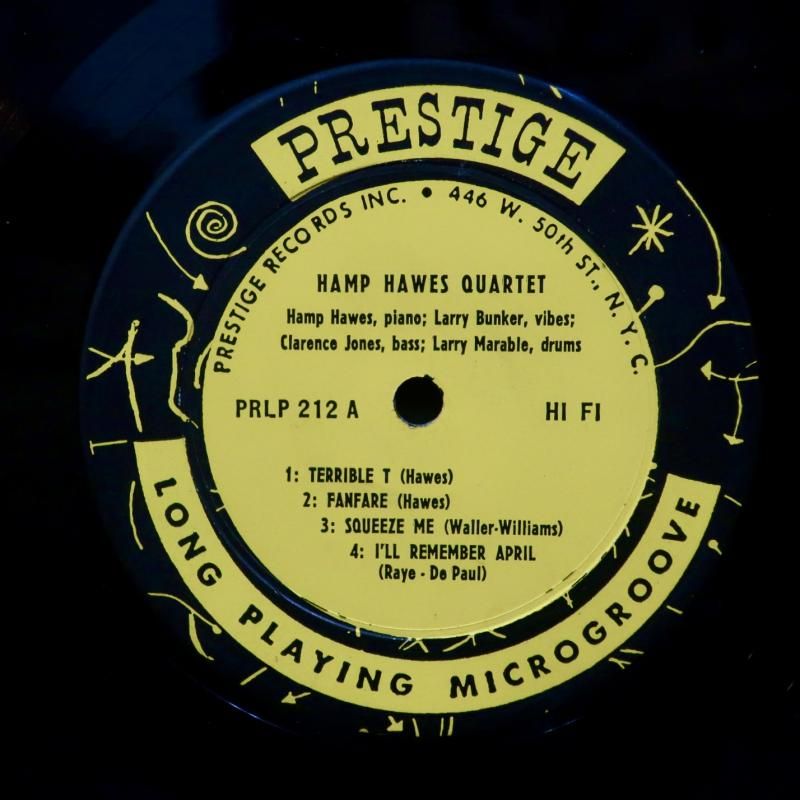 PRESTIGE
PRESTIGE RECORDS INC. • 446 W. 50th ST., N.Y.C.
HAMP HAWES QUARTET
Hamp Hawes, piano; Larry Bunker, vibes;
Clarence Jones, bass; Larry Marable, drums
PRLP 212 A
HI FI
1: TERRIBLE T (Hawes)
2: FANFARE (Hawes)
3: SQUEEZE ME (Waller-Williams)
4: I'LL REMEMBER APRIL
(Raye - De Paul)
LONG PLAYING MICROGROOVE